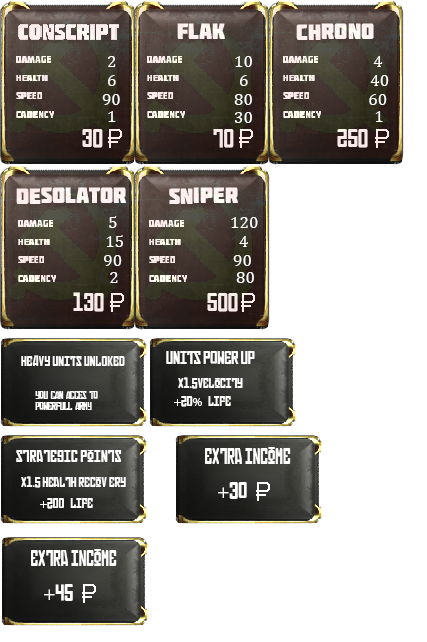 CONSCRIPT
DAMAGE 2
HEALTH 6
SPEED 90
CADENCY 1
30 ₽
FLAK
DAMAGE 10
HEALTH 6
SPEED 80
CADENCY 30
70 ₽
CHRONO
DAMAGE 4
HEALTH 40
SPEED 60
CADENCY 1
250 ₽
DESOLATOR
DAMAGE 5
HEALTH 15
SPEED 90
CADENCY 2
130 ₽
SNIPER
DAMAGE 120
HEALTH 4
SPEED 90
CADENCY 80
500 ₽
HEAVY UNITS UNLOKED
YOU CAN ACCES TO
POWERFULL ARMY
UNITS POWER UP
X1.5VELOCITY
+20% LIFE
STRATEGIC POINTS
X1.5 HEALTH RECOVERY
+200 LIFE
EXTRA INCOME
+30 ₽
EXTRA INCOME
+45 ₽